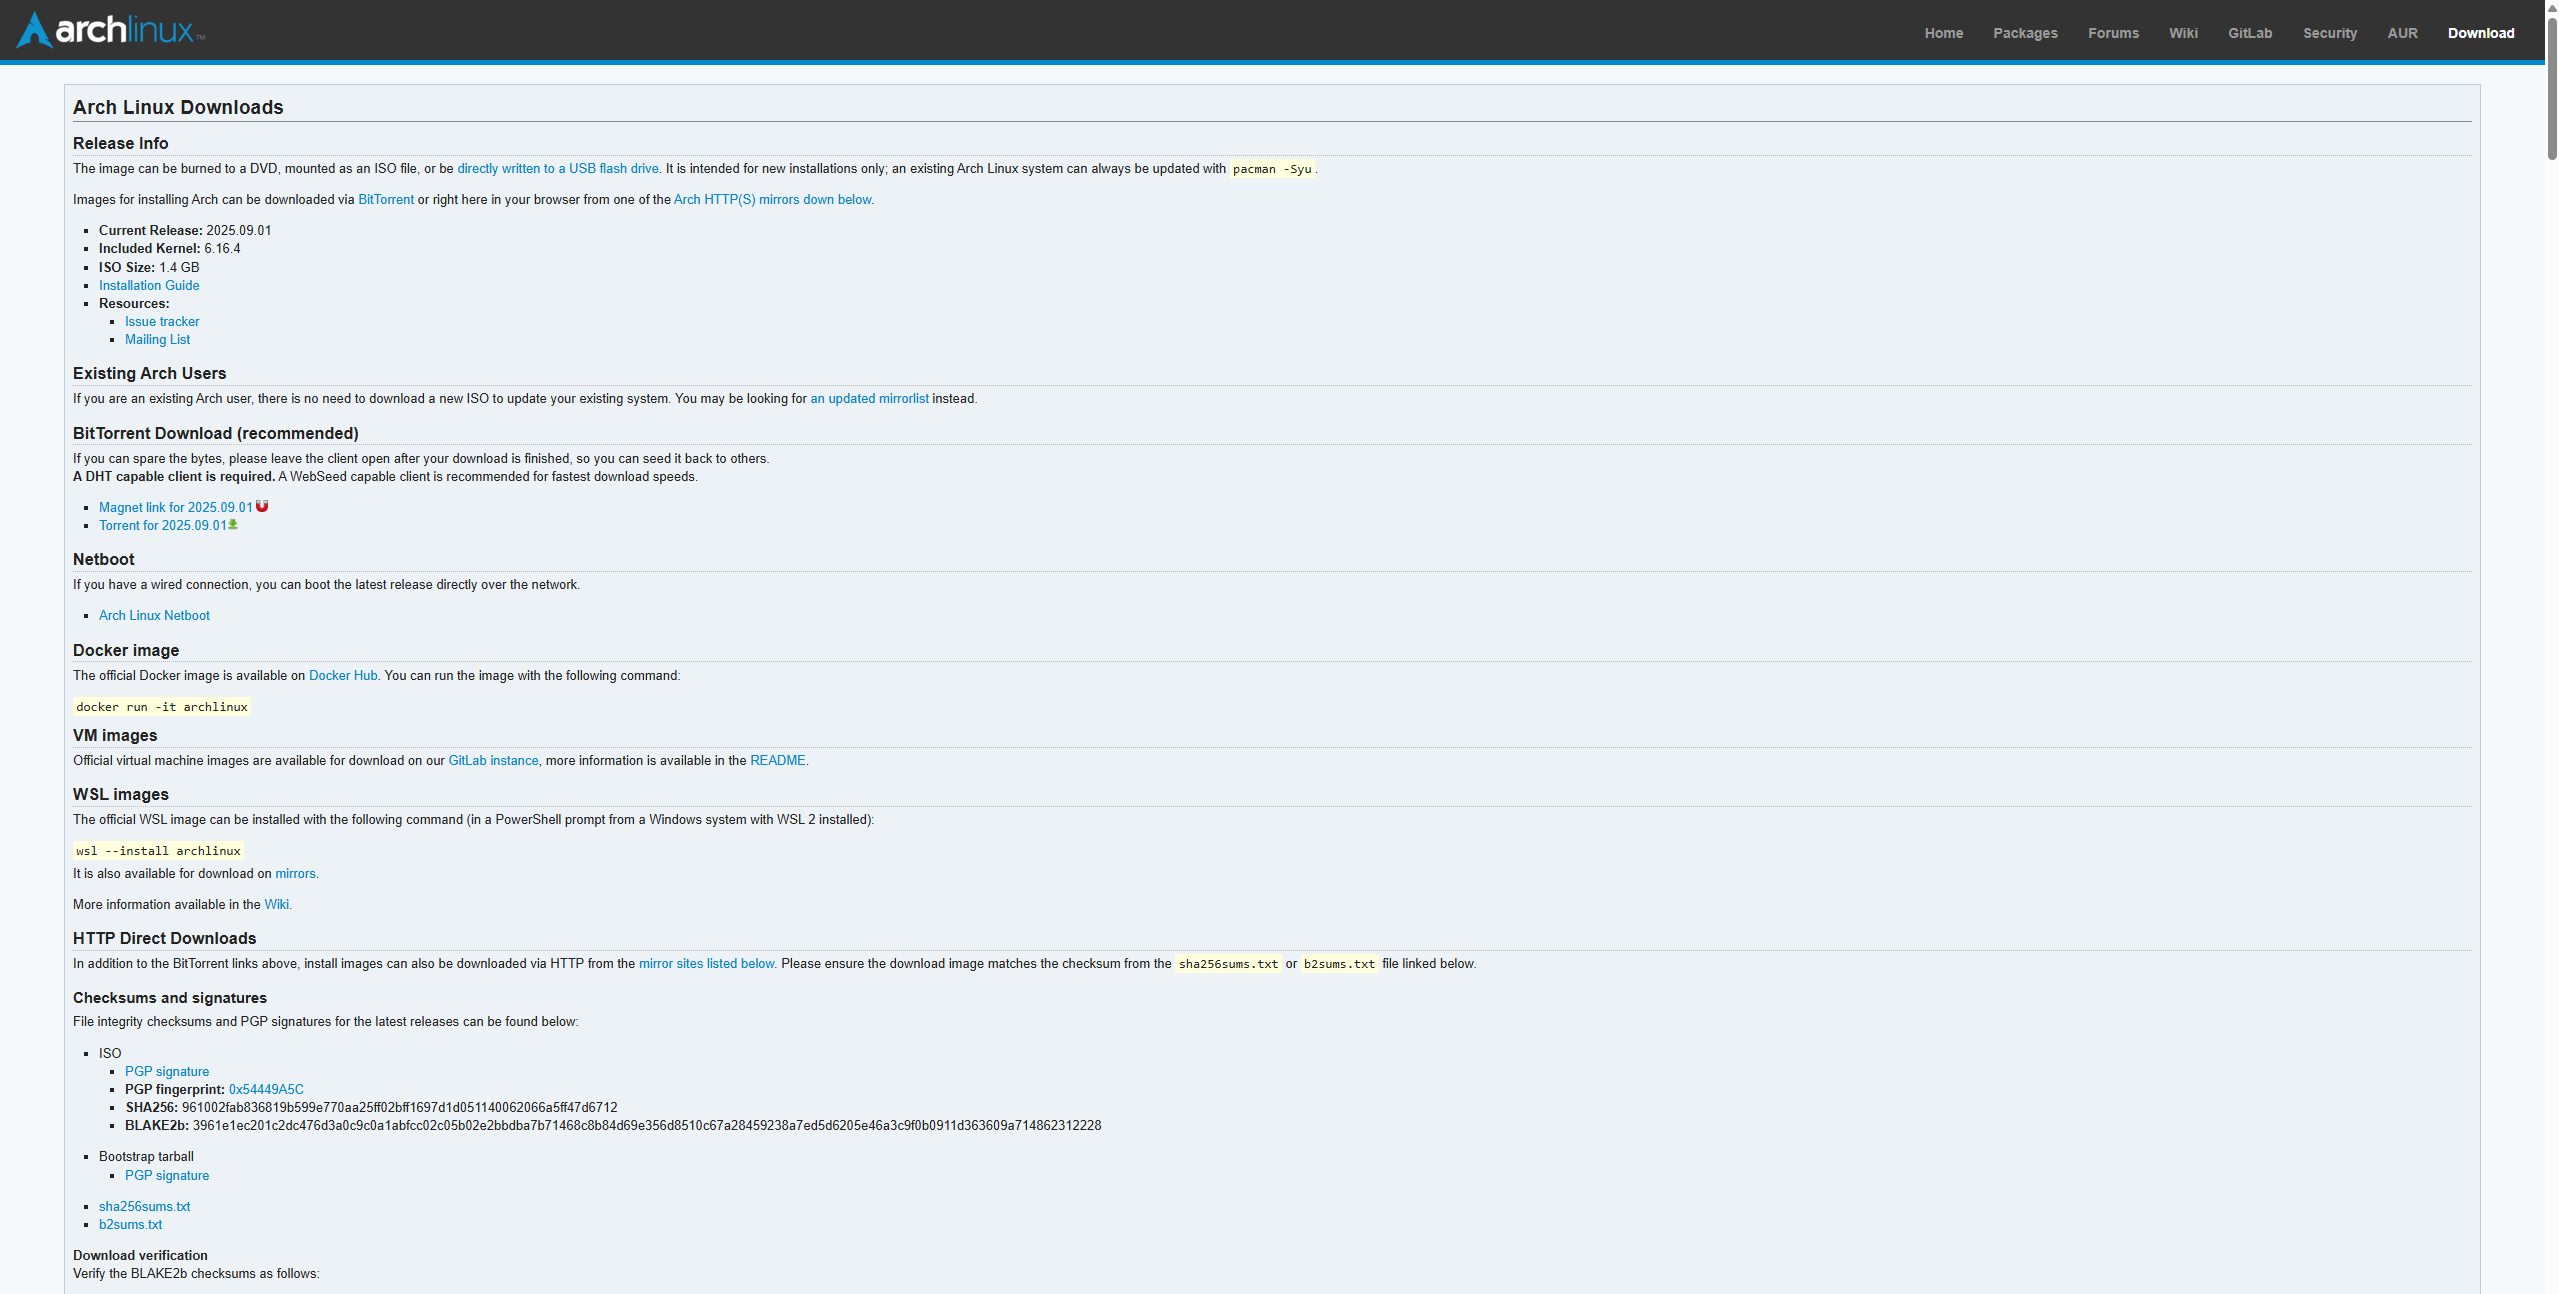 archlinux™
Home Packages Forums Wiki GitLab Security AUR Download
Arch Linux Downloads
Release Info
The image can be burned to a DVD, mounted as an ISO file, or be directly written to a USB flash drive. It is intended for new installations only; an existing Arch Linux system can always be updated with pacman -Syu.
Images for installing Arch can be downloaded via BitTorrent or right here in your browser from one of the Arch HTTP(S) mirrors down below.
Current Release: 2025.09.01
Included Kernel: 6.16.4
ISO Size: 1.4 GB
Installation Guide
Resources:
Issue tracker
Mailing List
Existing Arch Users
If you are an existing Arch user, there is no need to download a new ISO to update your existing system. You may be looking for an updated mirrorlist instead.
BitTorrent Download (recommended)
If you can spare the bytes, please leave the client open after your download is finished, so you can seed it back to others.
A DHT capable client is required. A WebSeed capable client is recommended for fastest download speeds.
Magnet link for 2025.09.01
Torrent for 2025.09.01
Netboot
If you have a wired connection, you can boot the latest release directly over the network.
Arch Linux Netboot
Docker image
The official Docker image is available on Docker Hub. You can run the image with the following command:
docker run -it archlinux
VM images
Official virtual machine images are available for download on our GitLab instance, more information is available in the README.
WSL images
The official WSL image can be installed with the following command (in a PowerShell prompt from a Windows system with WSL 2 installed):
wsl --install archlinux
It is also available for download on mirrors.
More information available in the Wiki.
HTTP Direct Downloads
In addition to the BitTorrent links above, install images can also be downloaded via HTTP from the mirror sites listed below. Please ensure the download image matches the checksum from the sha256sums.txt or b2sums.txt file linked below.
Checksums and signatures
File integrity checksums and PGP signatures for the latest releases can be found below:
ISO
PGP signature
PGP fingerprint: 0x54449A5C
SHA256: 961002fab836819b599e770aa25ff02bff1697d1d051140062066a5ff47d6712
BLAKE2b: 3961e1ec201c2dc476d3a0c9c0a1abfcc02c05b02e2bbdba7b71468c8b84d69e356d8510c67a28459238a7ed5d6205e46a3c9f0b0911d363609a714862312228
Bootstrap tarball
PGP signature
sha256sums.txt
b2sums.txt
Download verification
Verify the BLAKE2b checksums as follows: